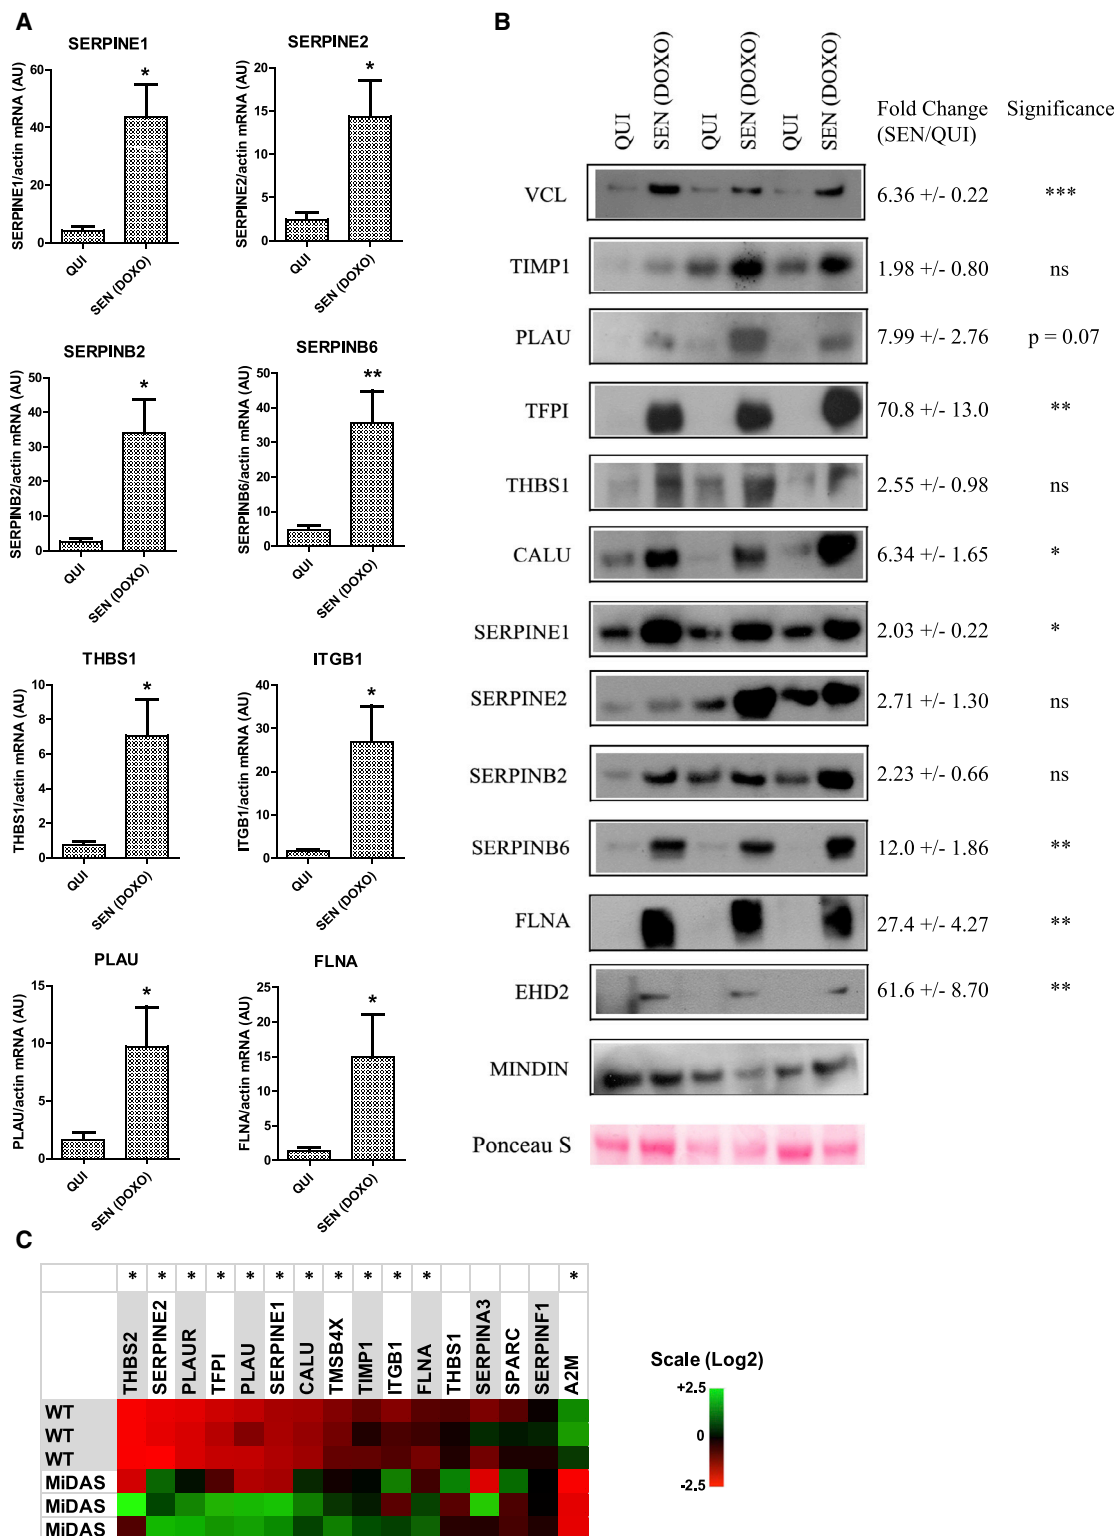 A
SERPINE1
SERPINE1/actin mRNA (AU)
60
40
20
0
*
QUI
SEN (DOXO)
SERPINE2
SERPINE2/actin mRNA (AU)
20
15
10
5
0
*
QUI
SEN (DOXO)
SERPINB2
SERPINB2/actin mRNA (AU)
50
40
30
20
10
0
*
QUI
SEN (DOXO)
SERPINB6
SERPINB6/actin mRNA (AU)
50
40
30
20
10
0
**
QUI
SEN (DOXO)
THBS1
THBS1/actin mRNA (AU)
10
8
6
4
2
0
*
QUI
SEN (DOXO)
ITGB1
ITGB1/actin mRNA (AU)
40
30
20
10
0
*
QUI
SEN (DOXO)
PLAU
PLAU/actin mRNA (AU)
15
10
5
0
*
QUI
SEN (DOXO)
FLNA
FLNA/actin mRNA (AU)
25
20
15
10
5
0
*
QUI
SEN (DOXO)
B
QUI SEN (DOXO) QUI SEN (DOXO) QUI SEN (DOXO)
Fold Change
(SEN/QUI)
Significance
VCL 6.36 +/- 0.22 ***
TIMP1 1.98 +/- 0.80 ns
PLAU 7.99 +/- 2.76 p = 0.07
TFPI 70.8 +/- 13.0 **
THBS1 2.55 +/- 0.98 ns
CALU 6.34 +/- 1.65 *
SERPINE1 2.03 +/- 0.22 *
SERPINE2 2.71 +/- 1.30 ns
SERPINB2 2.23 +/- 0.66 ns
SERPINB6 12.0 +/- 1.86 **
FLNA 27.4 +/- 4.27 **
EHD2 61.6 +/- 8.70 **
MINDIN
Ponceau S
C
* * * * * * * * * * * *
THBS2 SERPINE2 PLAUR TFPI PLAU SERPINE1 CALU TMSB4X TIMP1 ITGB1 FLNA THBS1 SERPINA3 SPARC SERPINF1 A2M
WT
WT
WT
MiDAS
MiDAS
MiDAS
Scale (Log2)
+2.5
0
-2.5